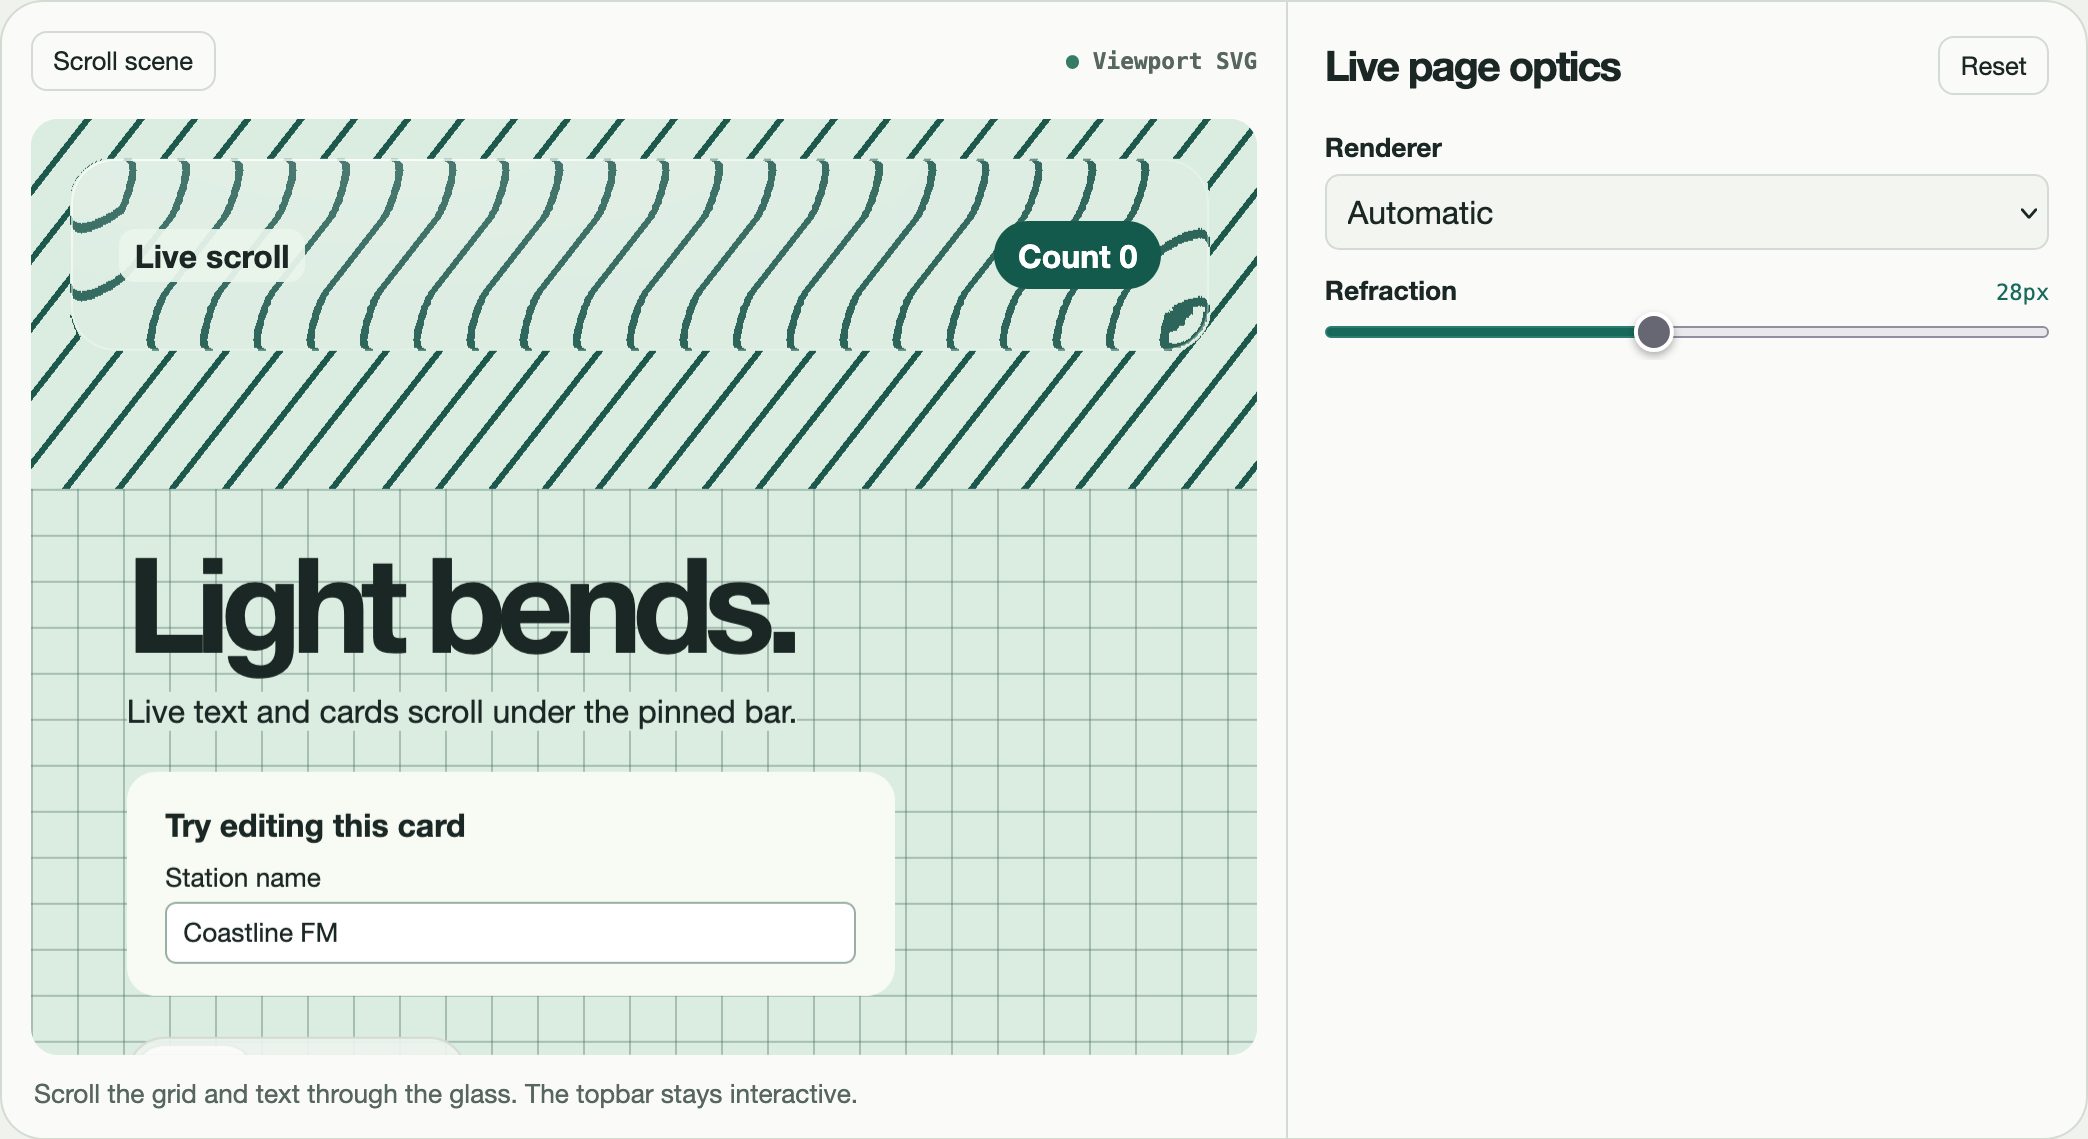 Scroll scene
Viewport SVG
Live scroll
Count 0
Light bends.
Live text and cards scroll under the pinned bar.
Try editing this card
Station name
Coastline FM
Scroll the grid and text through the glass. The topbar stays interactive.
Live page optics
Reset
Renderer
Automatic
Refraction
28px